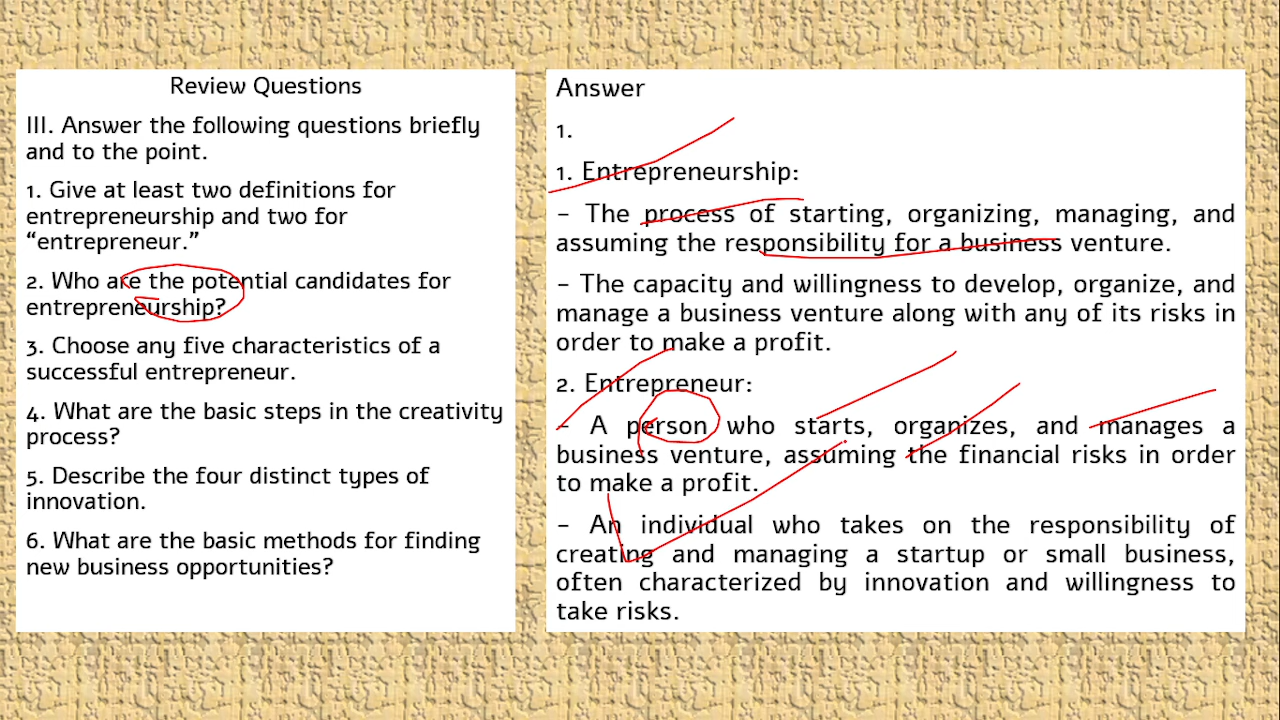 Review Questions
III. Answer the following questions briefly
and to the point.
1. Give at least two definitions for
entrepreneurship and two for
“entrepreneur.”
2. Who are the potential candidates for
entrepreneurship?
3. Choose any five characteristics of a
successful entrepreneur.
4. What are the basic steps in the creativity
process?
5. Describe the four distinct types of
innovation.
6. What are the basic methods for finding
new business opportunities?
Answer
1.
1. Entrepreneurship:
– The process of starting, organizing, managing, and
assuming the responsibility for a business venture.
– The capacity and willingness to develop, organize, and
manage a business venture along with any of its risks in
order to make a profit.
2. Entrepreneur:
– A person who starts, organizes, and manages a
business venture, assuming the financial risks in order
to make a profit.
– An individual who takes on the responsibility of
creating and managing a startup or small business,
often characterized by innovation and willingness to
take risks.